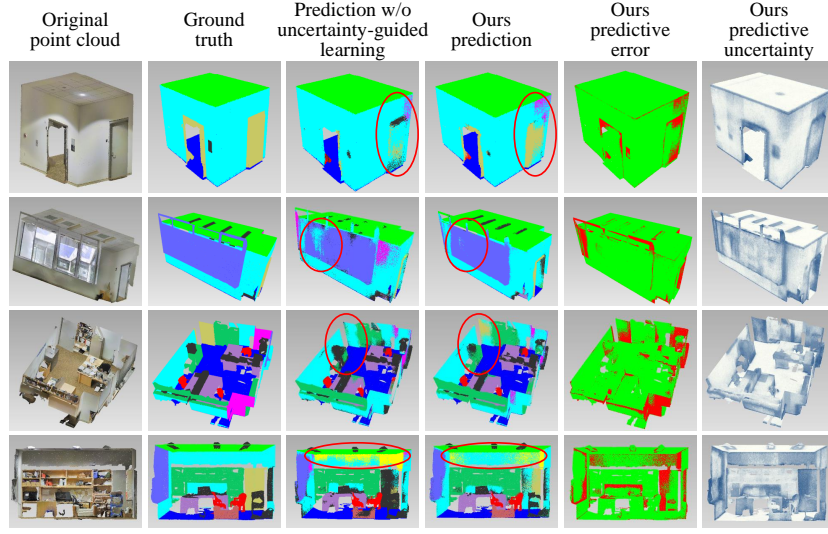 Original
point cloud
Ground
truth
Prediction w/o
uncertainty-guided
learning
Ours
prediction
Ours
predictive
error
Ours
predictive
uncertainty